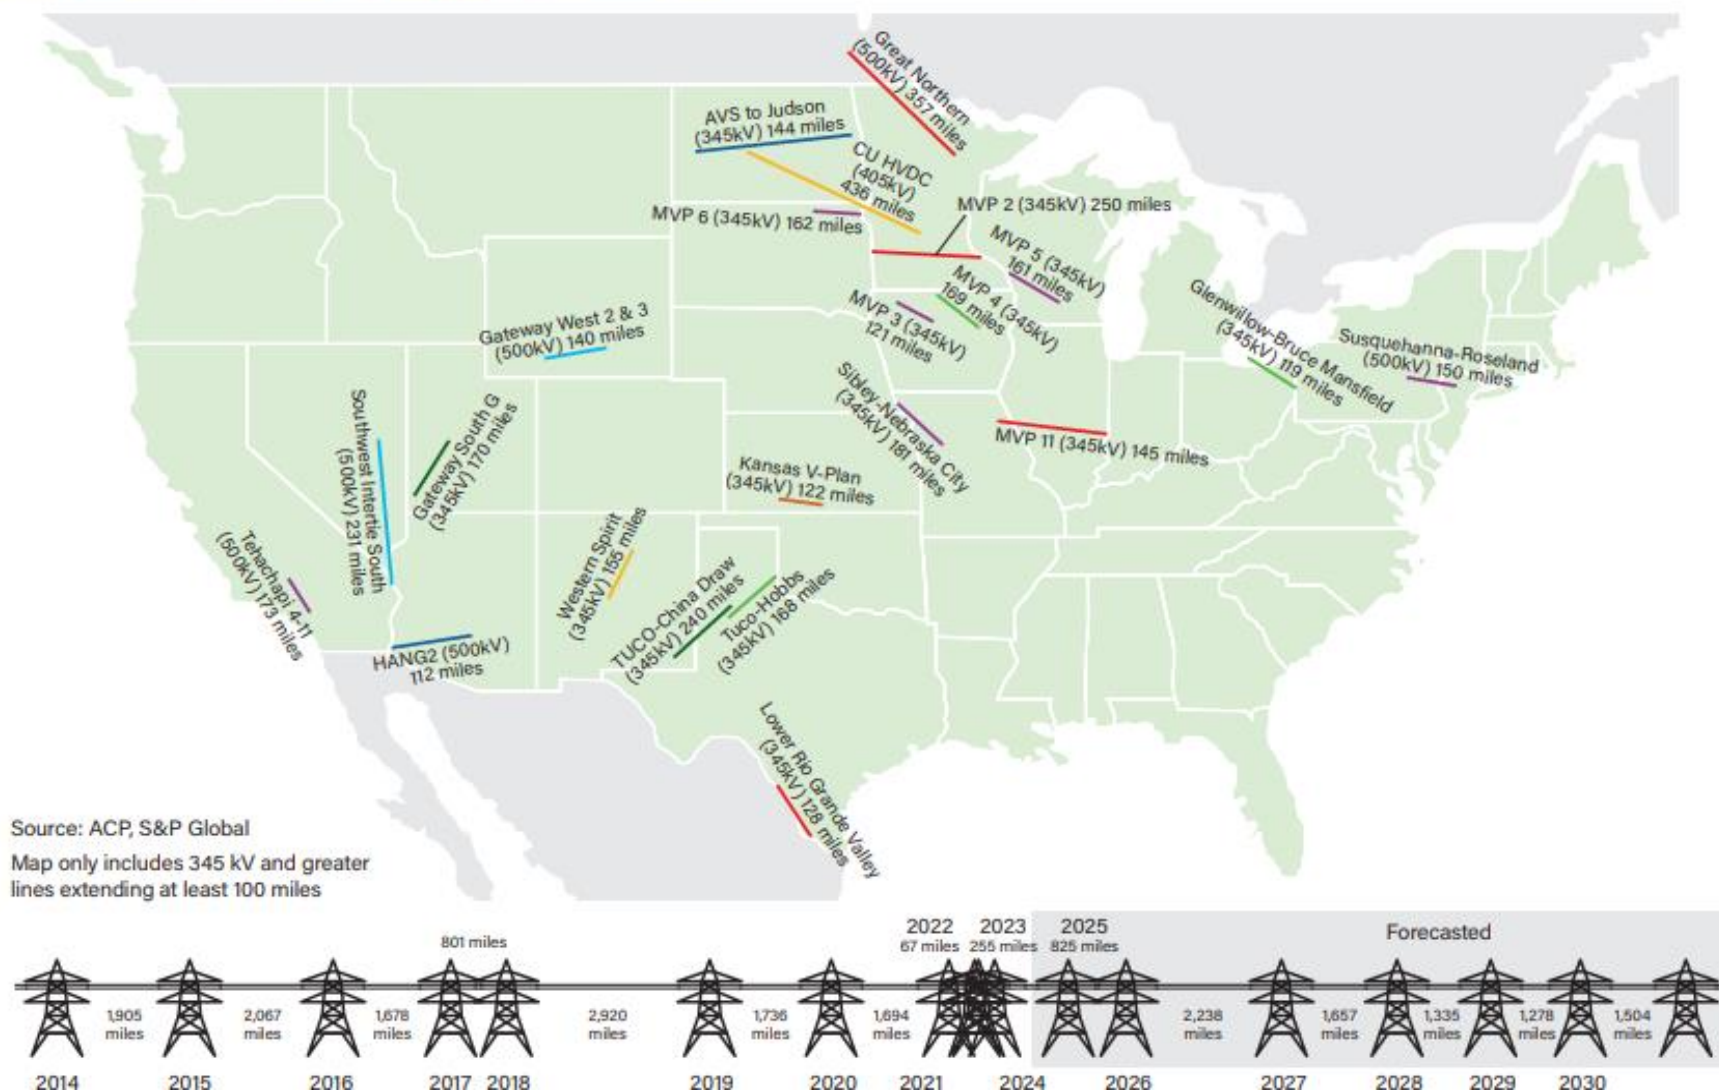 Great Northern
(500kV) 357 miles
AVS to Judson
(345kV) 144 miles
CU HVDC
(405kV)
436 miles
MVP 6 (345kV) 162 miles
MVP 2 (345kV) 250 miles
MVP 5 (345kV)
161 miles
MVP 4 (345kV)
169 miles
MVP 3 (345kV)
121 miles
Gateway West 2 & 3
(500kV) 140 miles
Glenwillow-Bruce Mansfield
(345kV) 119 miles
Susquehanna-Roseland
(500kV) 150 miles
Southwest Intertie South
(500kV) 231 miles
Gateway South G
(345kV) 170 miles
Sibley-Nebraska City
(345kV) 181 miles
MVP 11 (345kV) 145 miles
Kansas V-Plan
(345kV) 122 miles
Tehachapi 4-11
(500kV) 173 miles
Western Spirit
(345kV) 155 miles
TUCO-China Draw
(345kV) 240 miles
Tuco-Hobbs
(345kV) 168 miles
HANG2 (500kV)
112 miles
Lower Rio Grande Valley
(345kV) 128 miles
Source: ACP, S&P Global
Map only includes 345 kV and greater
lines extending at least 100 miles
2022
2023
2025
Forecasted
801 miles
67 miles
255 miles
825 miles
1,905
miles
2,067
miles
1,678
miles
2,920
miles
1,736
miles
1,694
miles
2,238
miles
1,657
miles
1,335
miles
1,278
miles
1,504
miles
2014
2015
2016
2017
2018
2019
2020
2021
2024
2026
2027
2028
2029
2030